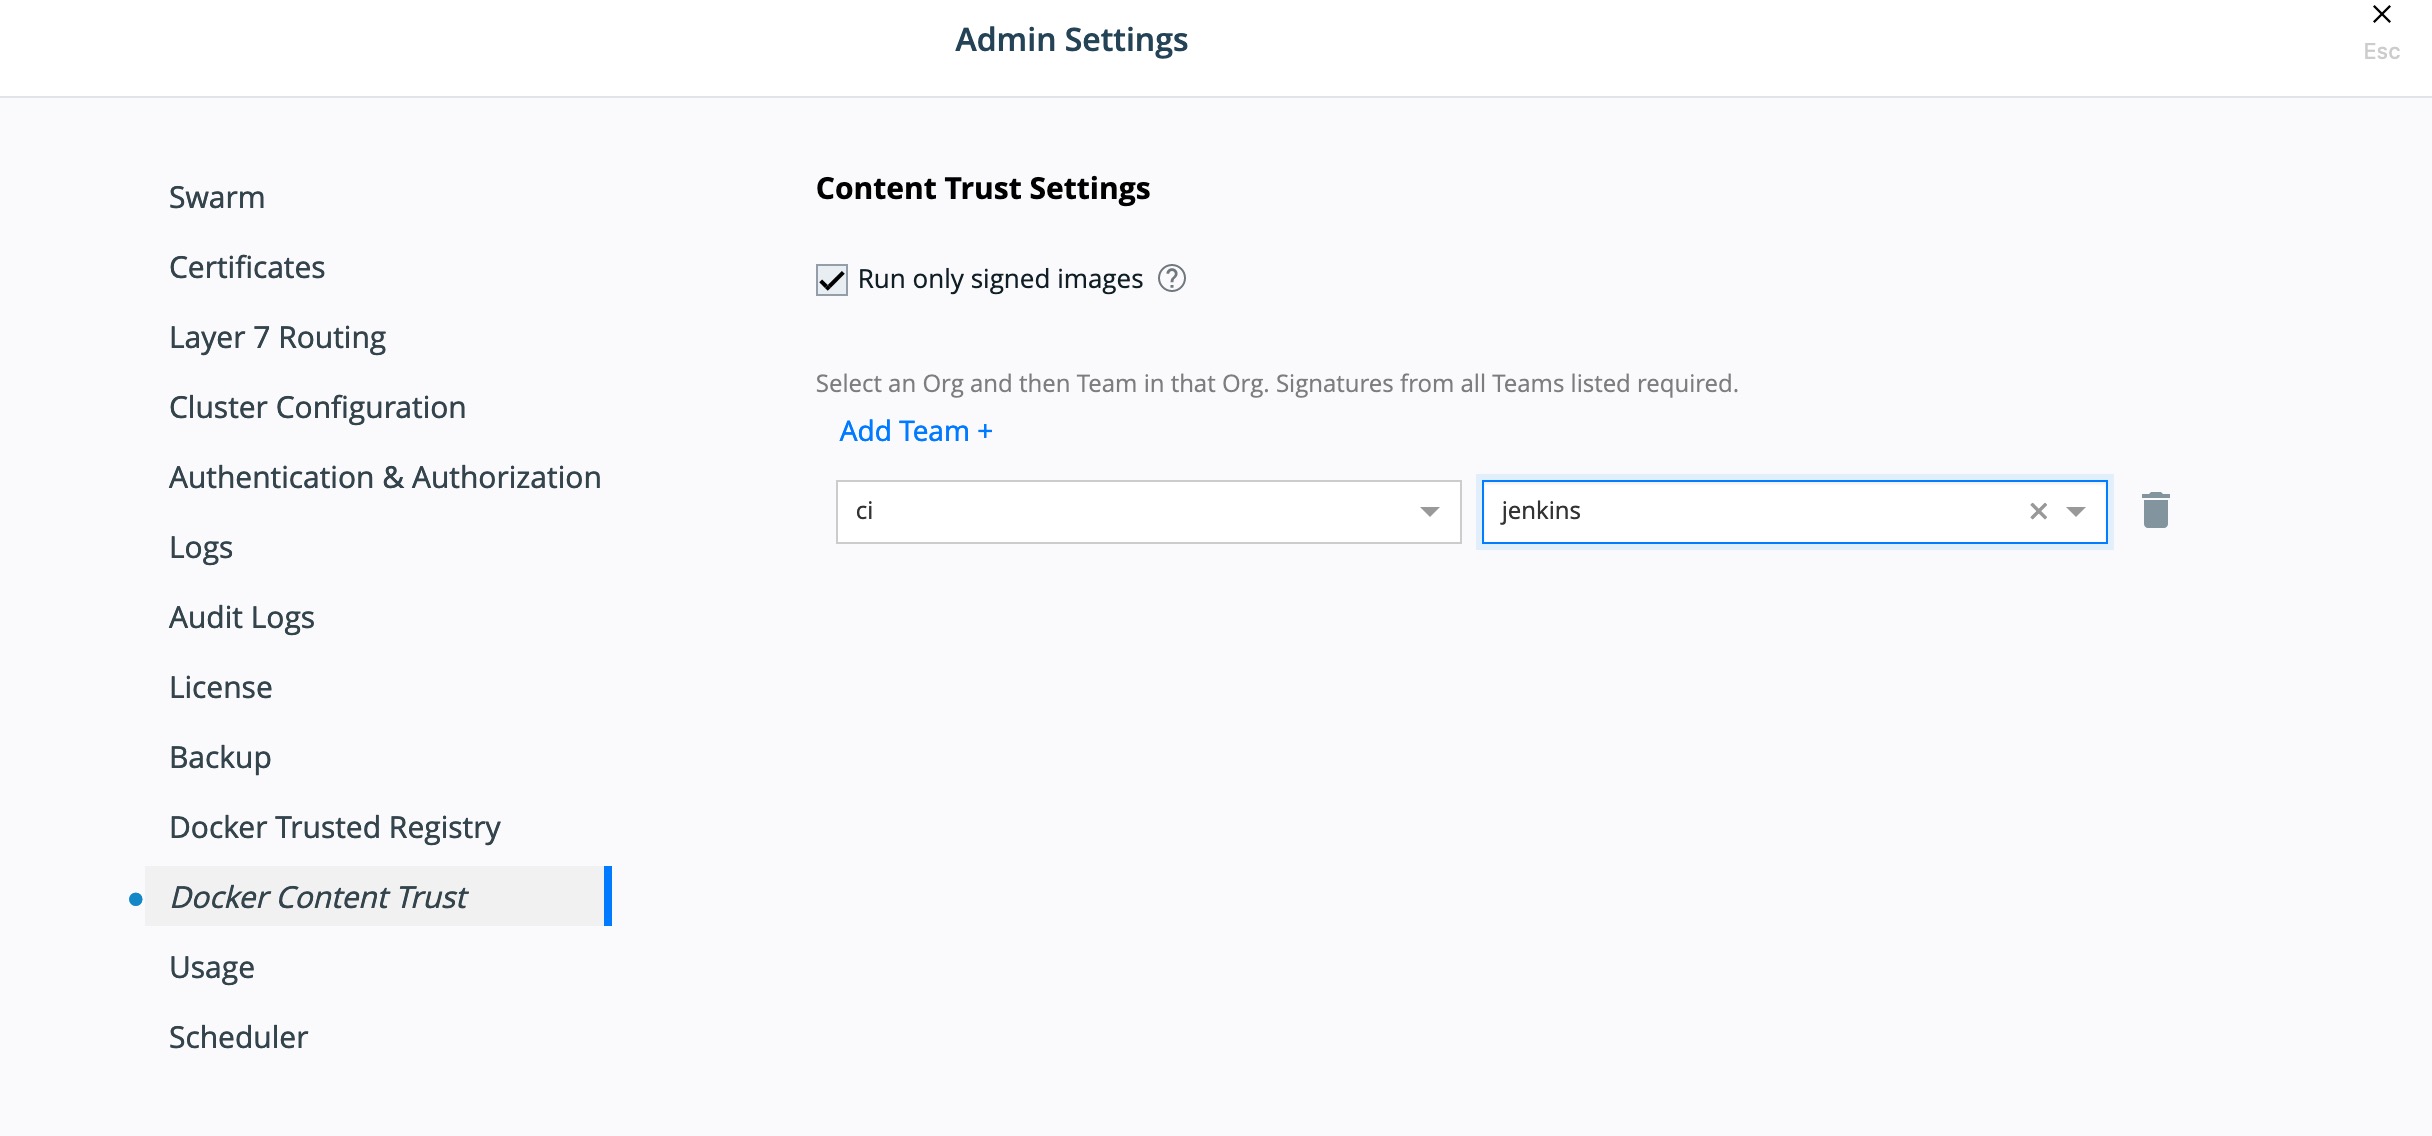 Admin Settings
Esc
Swarm
Certificates
Layer 7 Routing
Cluster Configuration
Authentication & Authorization
Logs
Audit Logs
License
Backup
Docker Trusted Registry
Docker Content Trust
Usage
Scheduler
Content Trust Settings
Run only signed images ?
Select an Org and then Team in that Org. Signatures from all Teams listed required.
Add Team +
ci
jenkins